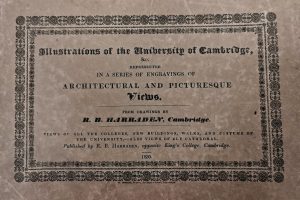 Illustrations of the University of Cambridge,
&c.
REPRESENTED
IN A SERIES OF ENGRAVINGS OF
ARCHITECTURAL AND PICTURESQUE
Views.
FROM DRAWINGS BY
R. B. HARRADEN, Cambridge.
VIEWS OF ALL THE COLLEGES, NEW BUILDINGS, WALKS, AND
THE UNIVERSITY; ALSO VIEWS OF ELY CATHEDRAL.
Published by R. B. HARRADEN, opposite King's College, Cambridge.
1830.